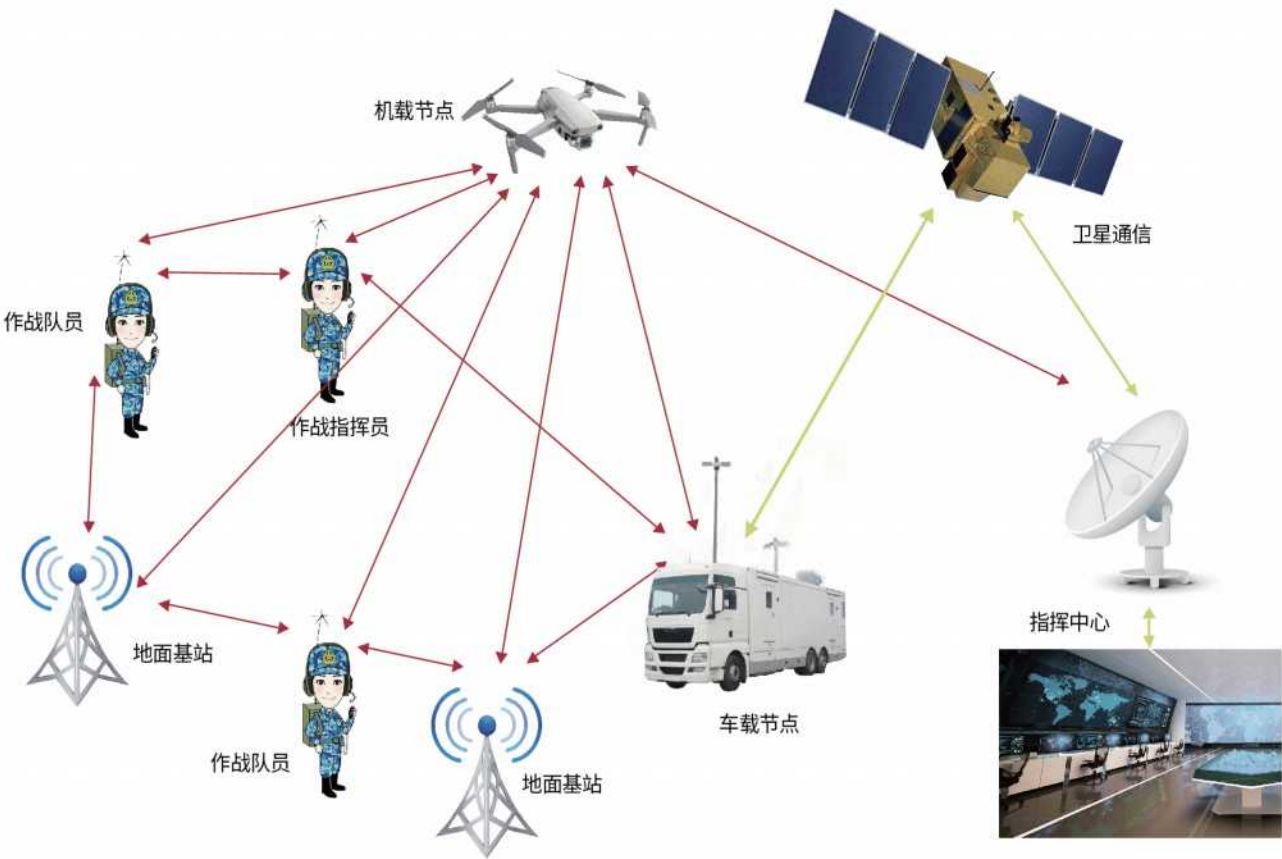 机载节点
卫星通信
作战队员
作战指挥员
指挥中心
地面基站
车载节点
作战队员
地面基站